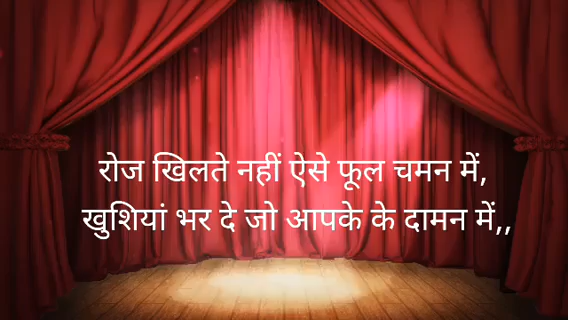 रोज खिलते नहीं ऐसे फूल चमन में,
खुशियां भर दे जो आपके के दामन में,,